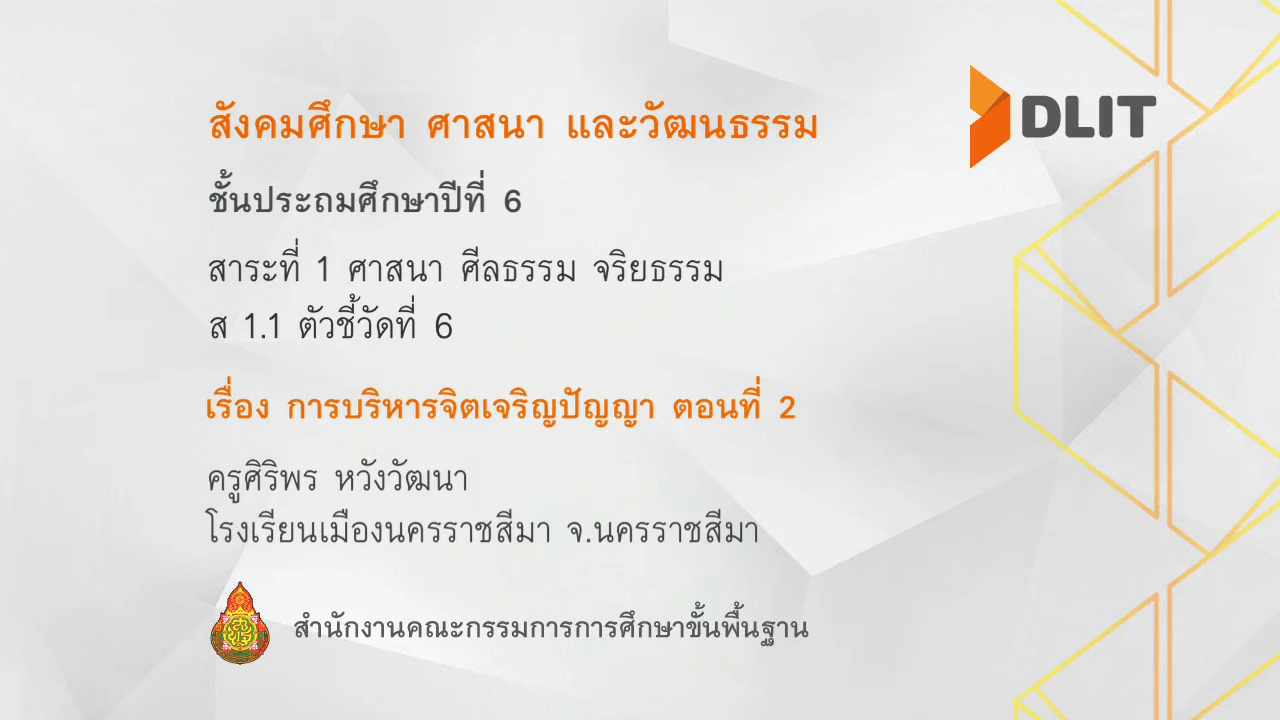 สังคมศึกษา ศาสนา และวัฒนธรรม
DLIT
ชั้นประถมศึกษาปีที่ 6
สาระที่ 1 ศาสนา ศีลธรรม จริยธรรม
ส 1.1 ตัวชี้วัดที่ 6
เรื่อง การบริหารจิตเจริญปัญญา ตอนที่ 2
ครูศิริพร หวังวัฒนา
โรงเรียนเมืองนครราชสีมา จ.นครราชสีมา
สำนักงานคณะกรรมการการศึกษาขั้นพื้นฐาน